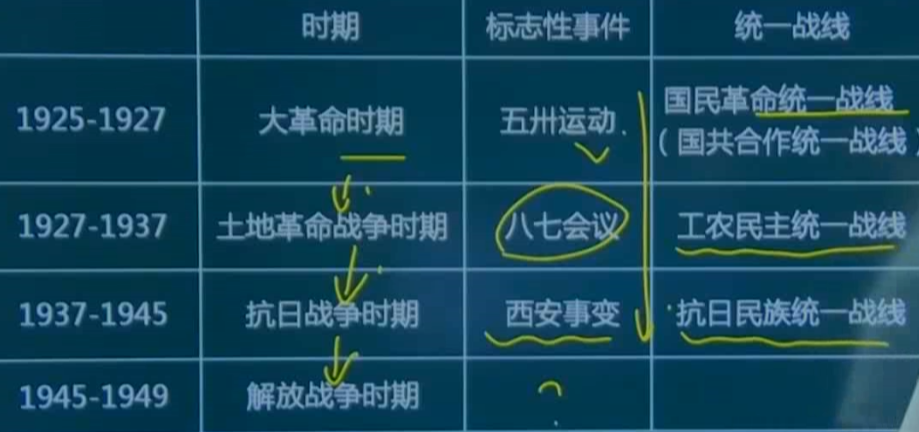 时期 标志性事件 统一战线
1925-1927 大革命时期 五卅运动 国民革命统一战线
（国共合作统一战线
1927-1937 土地革命战争时期 八七会议 工农民主统一战线
1937-1945 抗日战争时期 西安事变 抗日民族统一战线
1945-1949 解放战争时期 ?